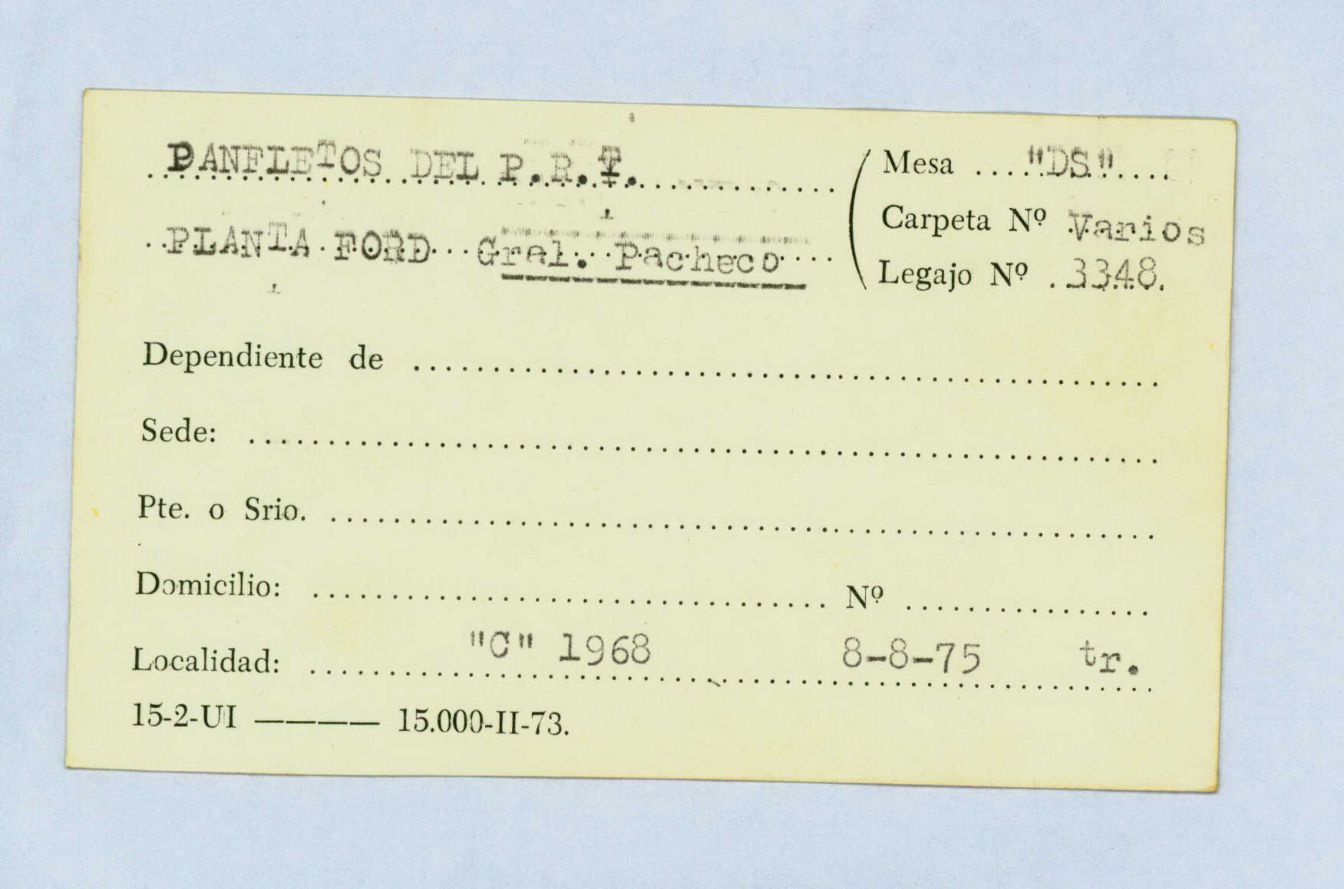 PANFLETOS DEL P.R.T.
PLANTA FORD Gral. Pacheco
Mesa "DS"
Carpeta Nº Varios
Legajo Nº 3348.
Dependiente de
Sede:
Pte. o Srio.
Domicilio: Nº
Localidad: "C" 1968 8-8-75 tr.
15-2-UI ———— 15.000-II-73.